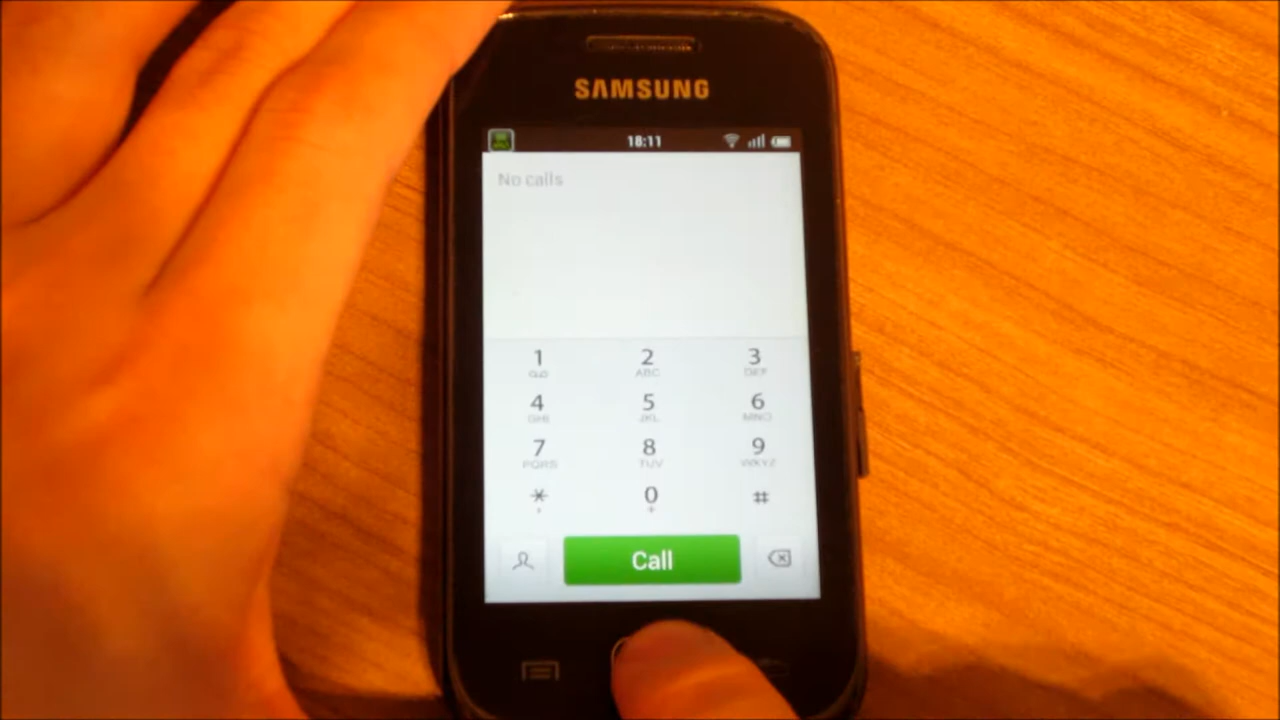 SAMSUNG
18:11
No calls
1 2 3
ABC DEF
4 5 6
GHI JKL MNO
7 8 9
PQRS TUV WXYZ
* 0 #
+
Call